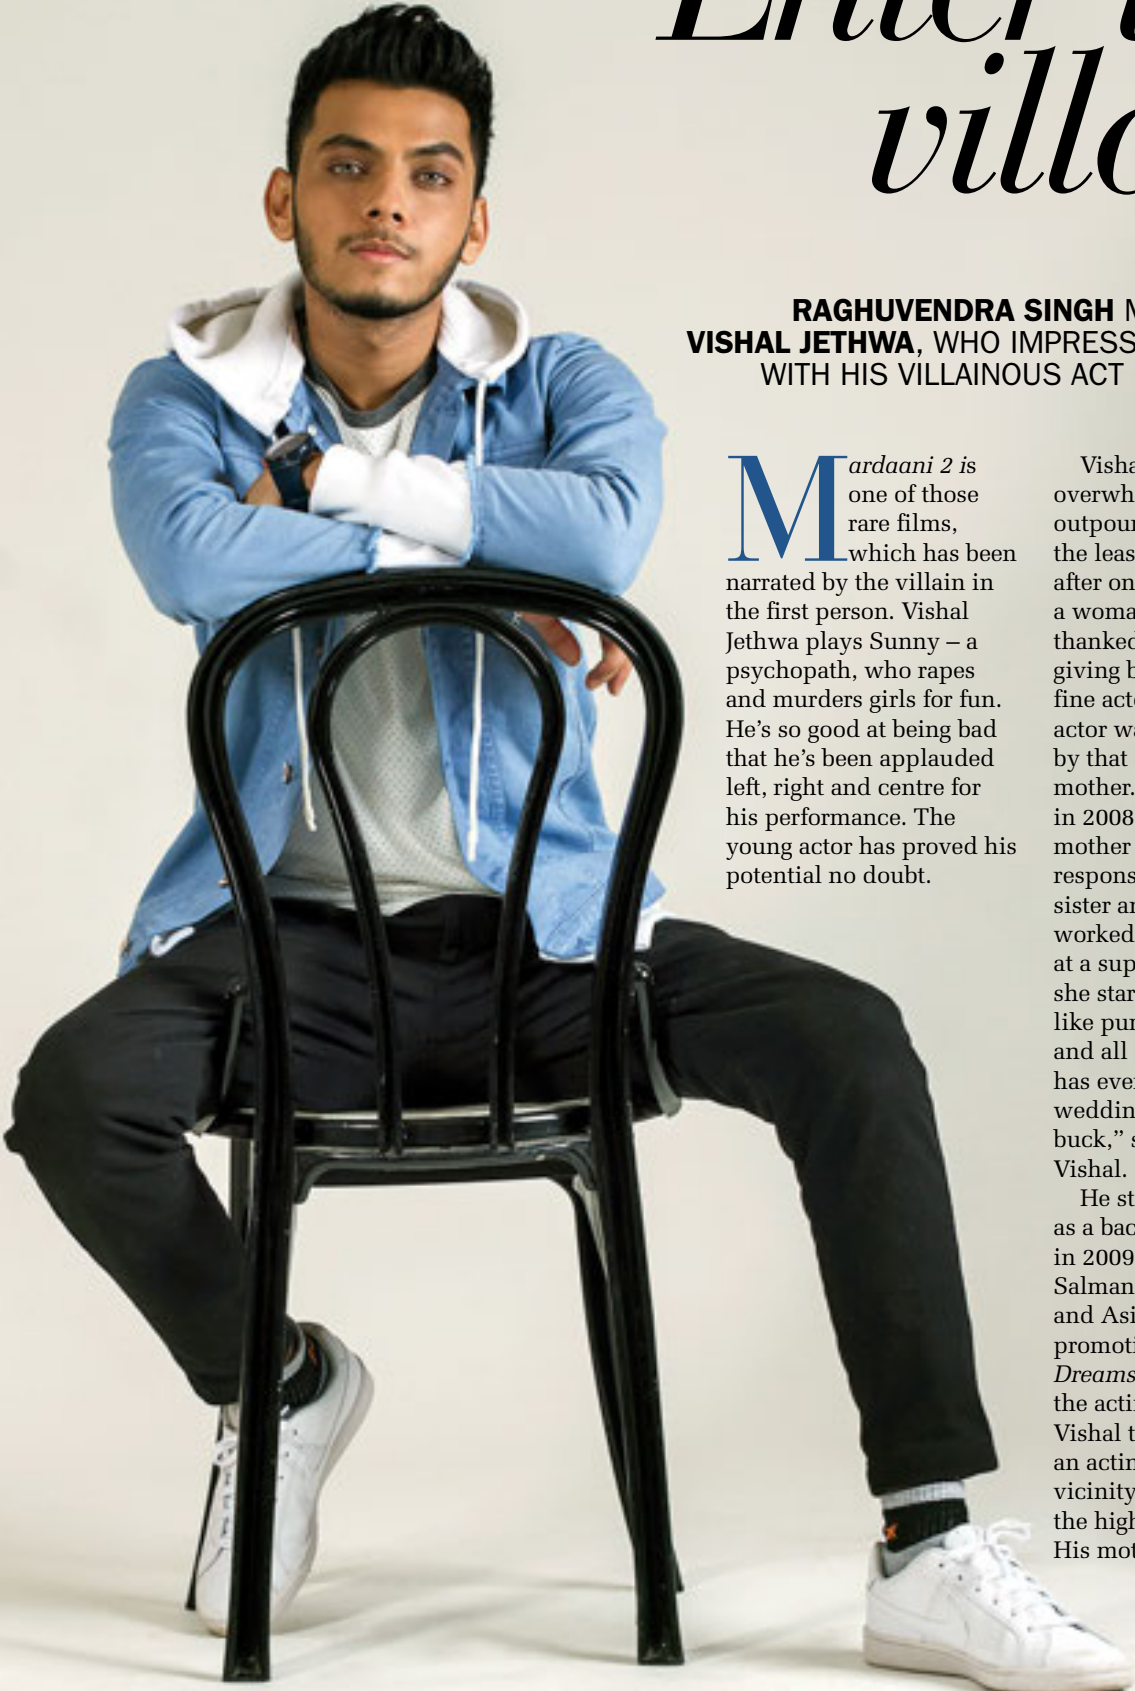 Enter t
villa
RAGHUVENDRA SINGH M
VISHAL JETHWA, WHO IMPRESS
WITH HIS VILLAINOUS ACT
Mardaani 2 is
one of those
rare films,
which has been
narrated by the villain in
the first person. Vishal
Jethwa plays Sunny – a
psychopath, who rapes
and murders girls for fun.
He's so good at being bad
that he's been applauded
left, right and centre for
his performance. The
young actor has proved his
potential no doubt.
Visha
overwh
outpour
the leas
after on
a woma
thanked
giving b
fine acto
actor wa
by that
mother.
in 2008
mother
respons
sister an
worked
at a sup
she star
like pur
and all
has ever
weddin
buck,” s
Vishal.
He st
as a bac
in 2009
Salman
and Asi
promoti
Dreams
the actin
Vishal t
an actin
vicinity
the high
His mot